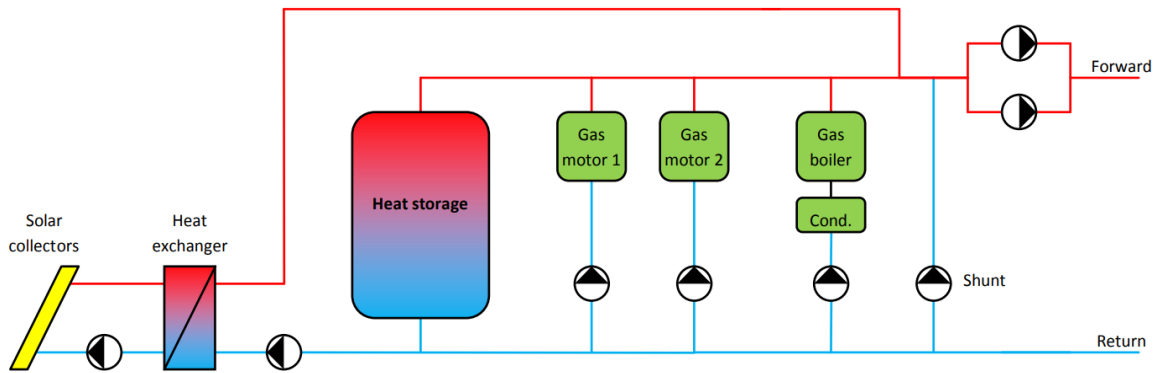 Forward
Gas
motor 1
Gas
motor 2
Gas
boiler
Heat storage
Cond.
Solar
collectors
Heat
exchanger
Shunt
Return